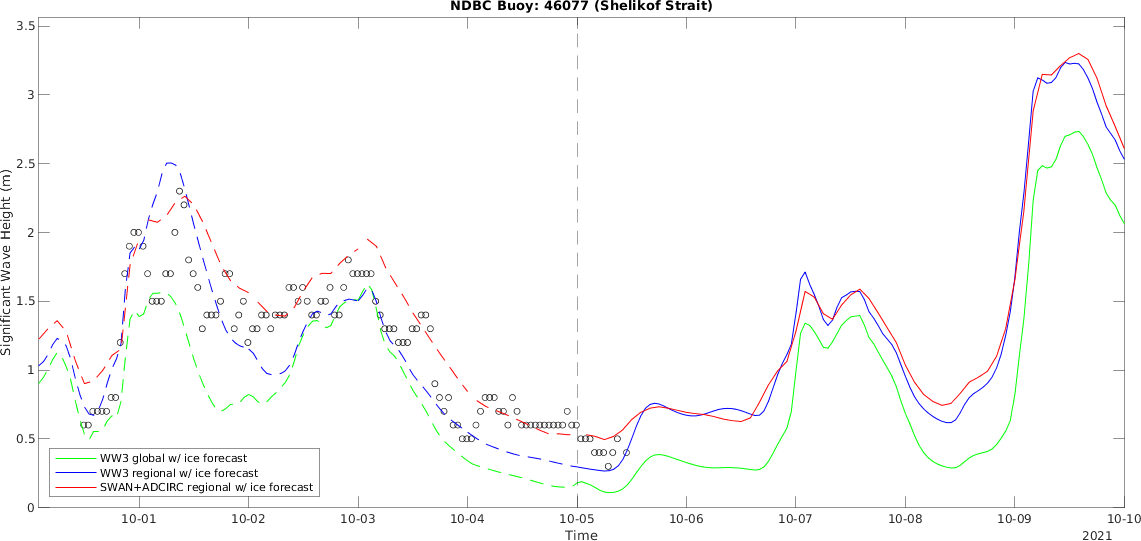 NDBC Buoy: 46077 (Shelikof Strait)
3.5
3
2.5
2
1.5
1
0.5
0
Significant Wave Height (m)
WW3 global w/ ice forecast
WW3 regional w/ ice forecast
SWAN+ADCIRC regional w/ ice forecast
10-01 10-02 10-03 10-04 10-05 10-06 10-07 10-08 10-09 10-10
Time
2021